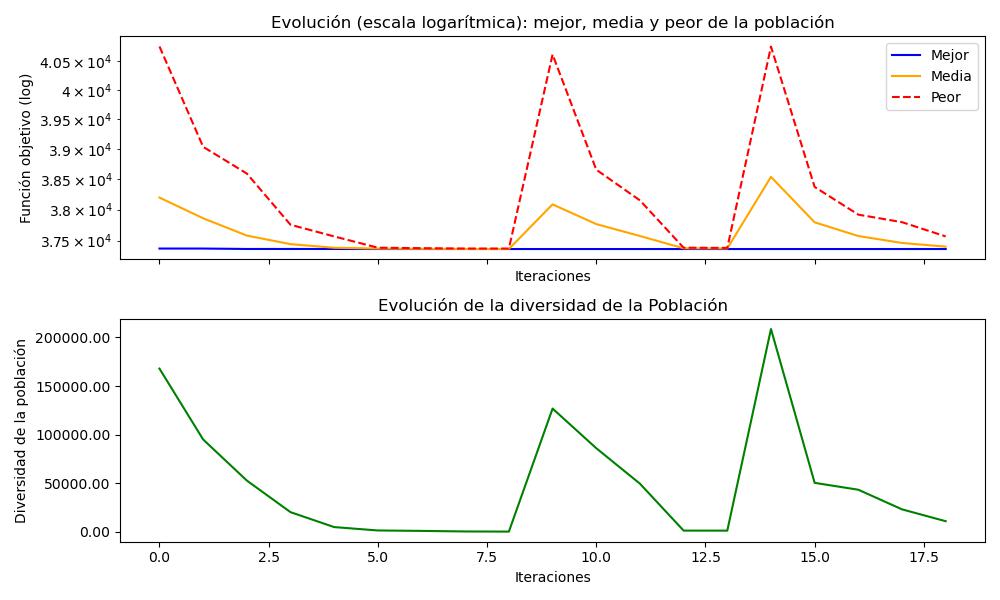 Evolución (escala logarítmica): mejor, media y peor de la población
Función objetivo (log)
4.05 × 10⁴
4 × 10⁴
3.95 × 10⁴
3.9 × 10⁴
3.85 × 10⁴
3.8 × 10⁴
3.75 × 10⁴
Mejor
Media
Peor
Iteraciones
Evolución de la diversidad de la Población
Diversidad de la población
200000.00
150000.00
100000.00
50000.00
0.00
0.0 2.5 5.0 7.5 10.0 12.5 15.0 17.5
Iteraciones